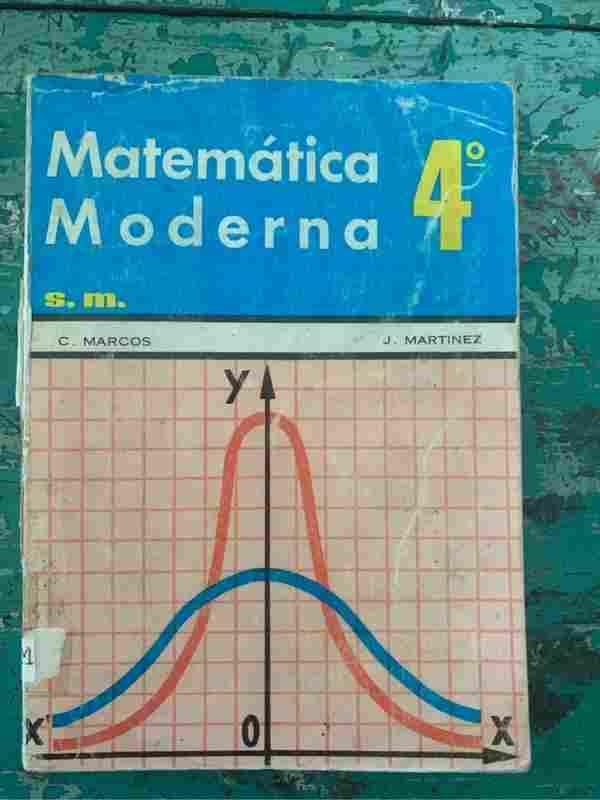 Matemática
4º
Moderna
s.m.
C. MARCOS J. MARTINEZ
y
X' 0 X